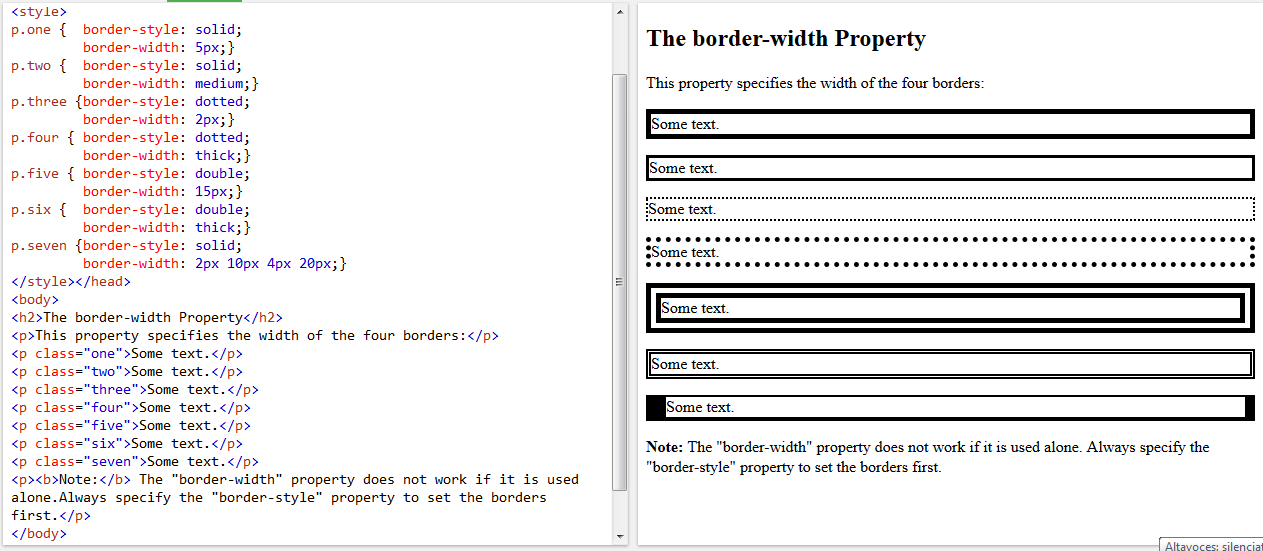 <style>
p.one {  border-style: solid;
         border-width: 5px;}
p.two {  border-style: solid;
         border-width: medium;}
p.three {border-style: dotted;
         border-width: 2px;}
p.four { border-style: dotted;
         border-width: thick;}
p.five { border-style: double;
         border-width: 15px;}
p.six {  border-style: double;
         border-width: thick;}
p.seven {border-style: solid;
         border-width: 2px 10px 4px 20px;}
</style></head>
<body>
<h2>The border-width Property</h2>
<p>This property specifies the width of the four borders:</p>
<p class="one">Some text.</p>
<p class="two">Some text.</p>
<p class="three">Some text.</p>
<p class="four">Some text.</p>
<p class="five">Some text.</p>
<p class="six">Some text.</p>
<p class="seven">Some text.</p>
<p><b>Note:</b> The "border-width" property does not work if it is used
alone.Always specify the "border-style" property to set the borders
first.</p>
</body>
The border-width Property
This property specifies the width of the four borders:
Some text.
Some text.
Some text.
Some text.
Some text.
Some text.
Some text.
Note: The "border-width" property does not work if it is used alone. Always specify the
"border-style" property to set the borders first.
Altavoces: